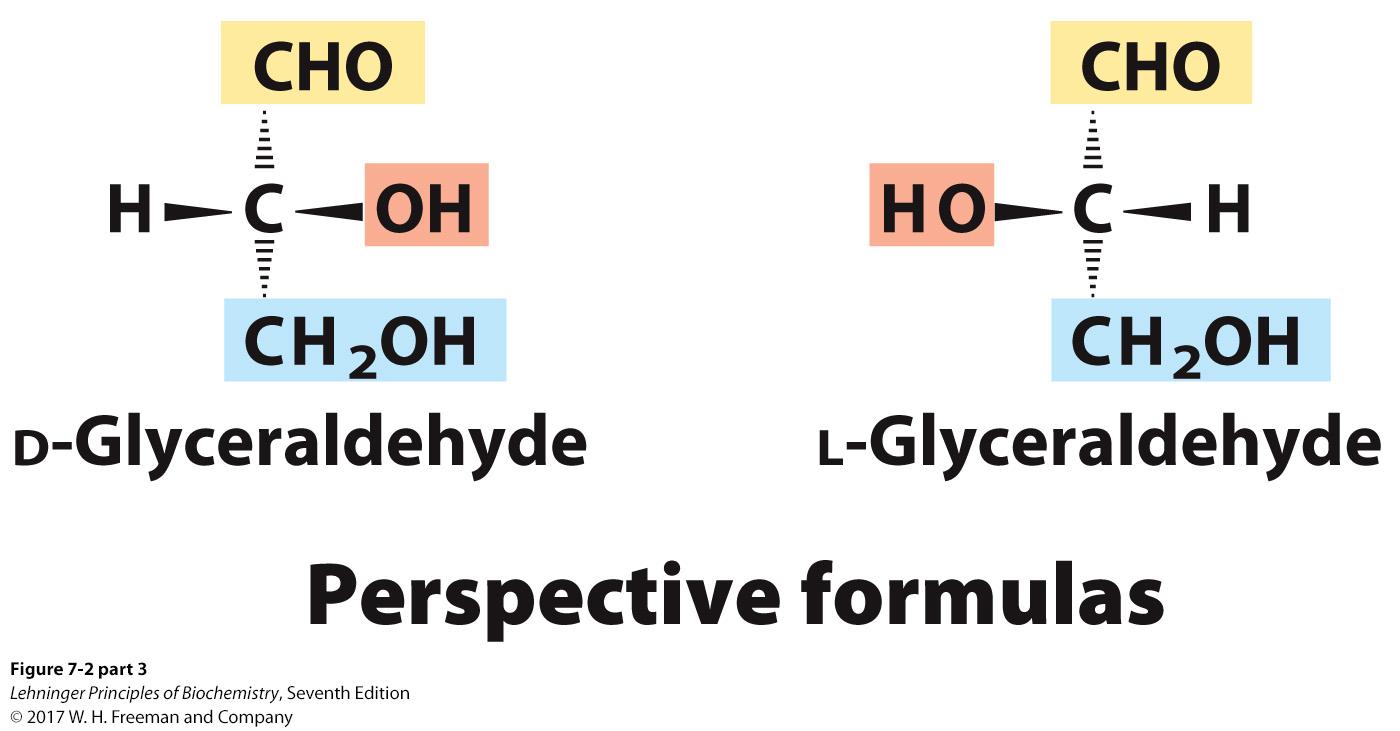 CHO CHO
H C OH HO C H
CH2OH CH2OH
D-Glyceraldehyde L-Glyceraldehyde
Perspective formulas
Figure 7-2 part 3
Lehninger Principles of Biochemistry, Seventh Edition
© 2017 W. H. Freeman and Company